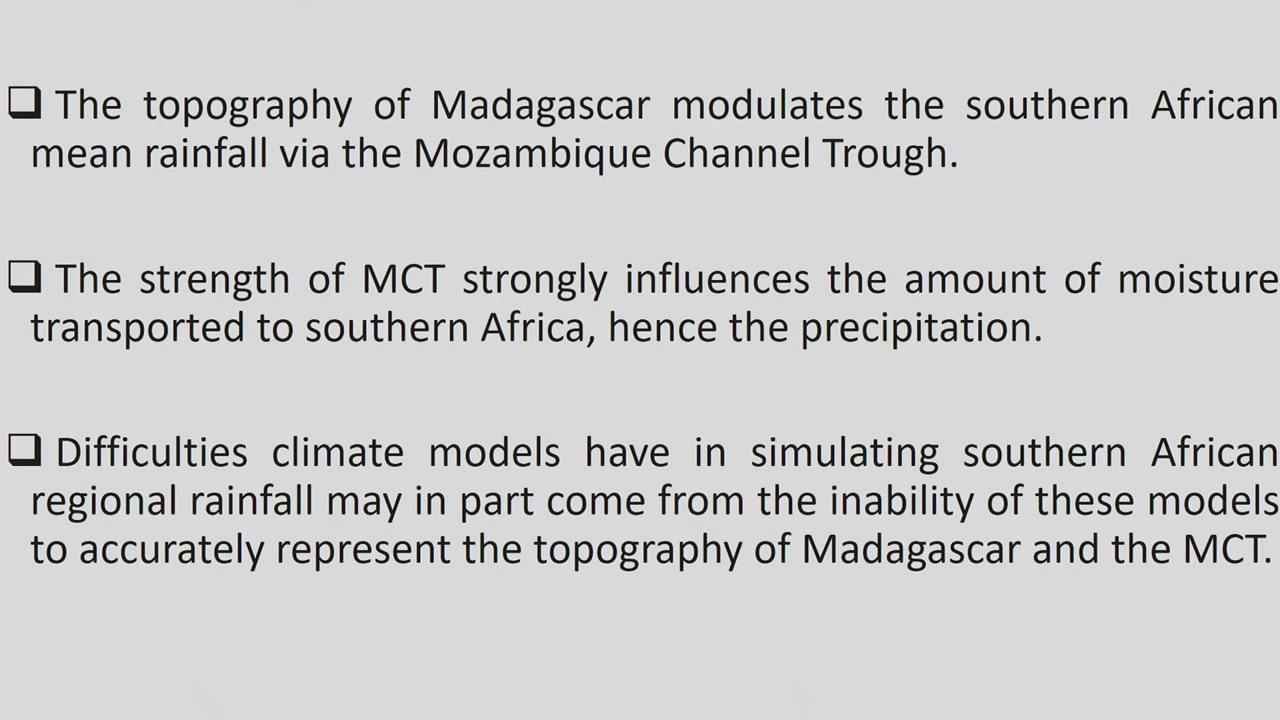 ❑ The topography of Madagascar modulates the southern African
mean rainfall via the Mozambique Channel Trough.
❑ The strength of MCT strongly influences the amount of moisture
transported to southern Africa, hence the precipitation.
❑ Difficulties climate models have in simulating southern African
regional rainfall may in part come from the inability of these models
to accurately represent the topography of Madagascar and the MCT.